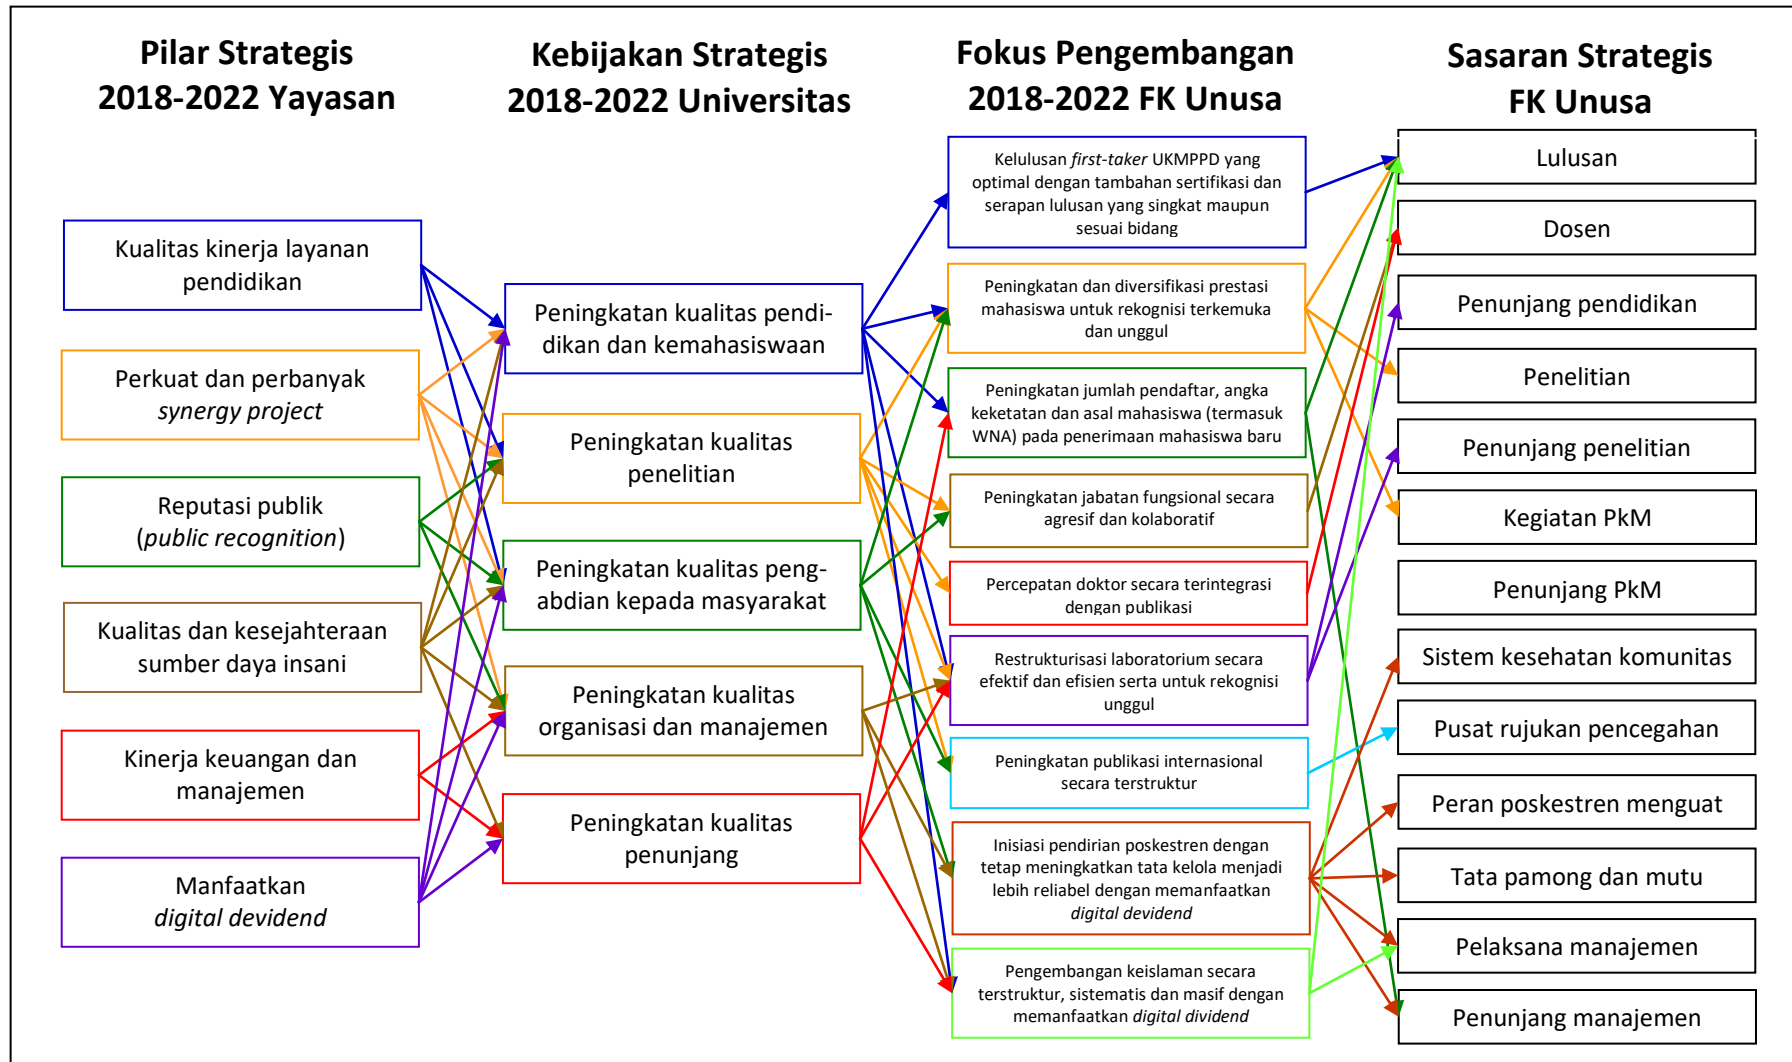 Pilar Strategis
2018-2022 Yayasan
Kualitas kinerja layanan
pendidikan
Perkuat dan perbanyak
synergy project
Reputasi publik
(public recognition)
Kualitas dan kesejahteraan
sumber daya insani
Kinerja keuangan dan
manajemen
Manfaatkan
digital devidend
Kebijakan Strategis
2018-2022 Universitas
Peningkatan kualitas pendi-
dikan dan kemahasiswaan
Peningkatan kualitas
penelitian
Peningkatan kualitas peng-
abdian kepada masyarakat
Peningkatan kualitas
organisasi dan manajemen
Peningkatan kualitas
penunjang
Fokus Pengembangan
2018-2022 FK Unusa
Kelulusan first-taker UKMPPD yang
optimal dengan tambahan sertifikasi dan
serapan lulusan yang singkat maupun
sesuai bidang
Peningkatan dan diversifikasi prestasi
mahasiswa untuk rekognisi terkemuka
dan unggul
Peningkatan jumlah pendaftar, angka
keketatan dan asal mahasiswa (termasuk
WNA) pada penerimaan mahasiswa baru
Peningkatan jabatan fungsional secara
agresif dan kolaboratif
Percepatan doktor secara terintegrasi
dengan publikasi
Restrukturisasi laboratorium secara
efektif dan efisien serta untuk rekognisi
unggul
Peningkatan publikasi internasional
secara terstruktur
Inisiasi pendirian poskestren dengan
tetap meningkatkan tata kelola menjadi
lebih reliabel dengan memanfaatkan
digital devidend
Pengembangan keislaman secara
terstruktur, sistematis dan masif dengan
memanfaatkan digital dividend
Sasaran Strategis
FK Unusa
Lulusan
Dosen
Penunjang pendidikan
Penelitian
Penunjang penelitian
Kegiatan PkM
Penunjang PkM
Sistem kesehatan komunitas
Pusat rujukan pencegahan
Peran poskestren menguat
Tata pamong dan mutu
Pelaksana manajemen
Penunjang manajemen